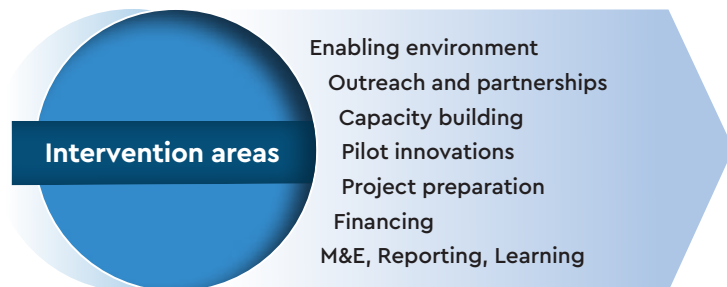 Intervention areas
Enabling environment
Outreach and partnerships
Capacity building
Pilot innovations
Project preparation
Financing
M&E, Reporting, Learning